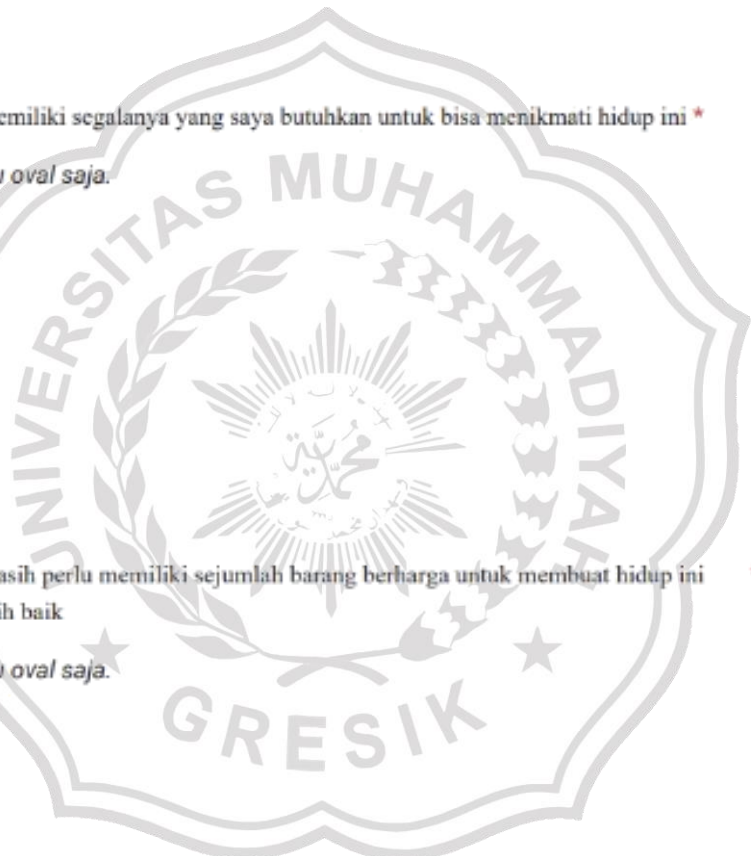 emiliki segalanya yang saya butuhkan untuk bisa menikmati hidup ini *
oval saja.
UNIVERSITAS MUHAMMADIYAH
محمد
asih perlu memiliki sejumlah barang berharga untuk membuat hidup ini
ih baik
oval saja.
GRESIK